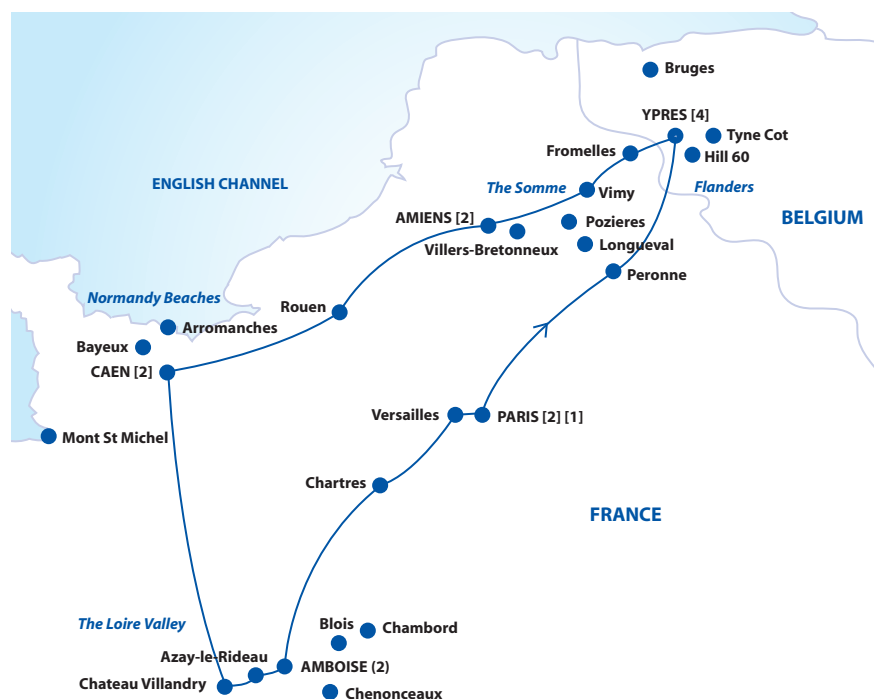 Bruges
YPRES [4]
Tyne Cot
Fromelles
Hill 60
ENGLISH CHANNEL
The Somme
Vimy
Flanders
AMIENS [2]
Pozieres
BELGIUM
Villers-Bretonneux
Longueval
Peronne
Normandy Beaches
Rouen
Arromanches
Bayeux
CAEN [2]
Versailles
PARIS [2] [1]
Mont St Michel
Chartres
FRANCE
The Loire Valley
Blois
Chambord
Azay-le-Rideau
AMBOISE (2)
Chateau Villandry
Chenonceaux